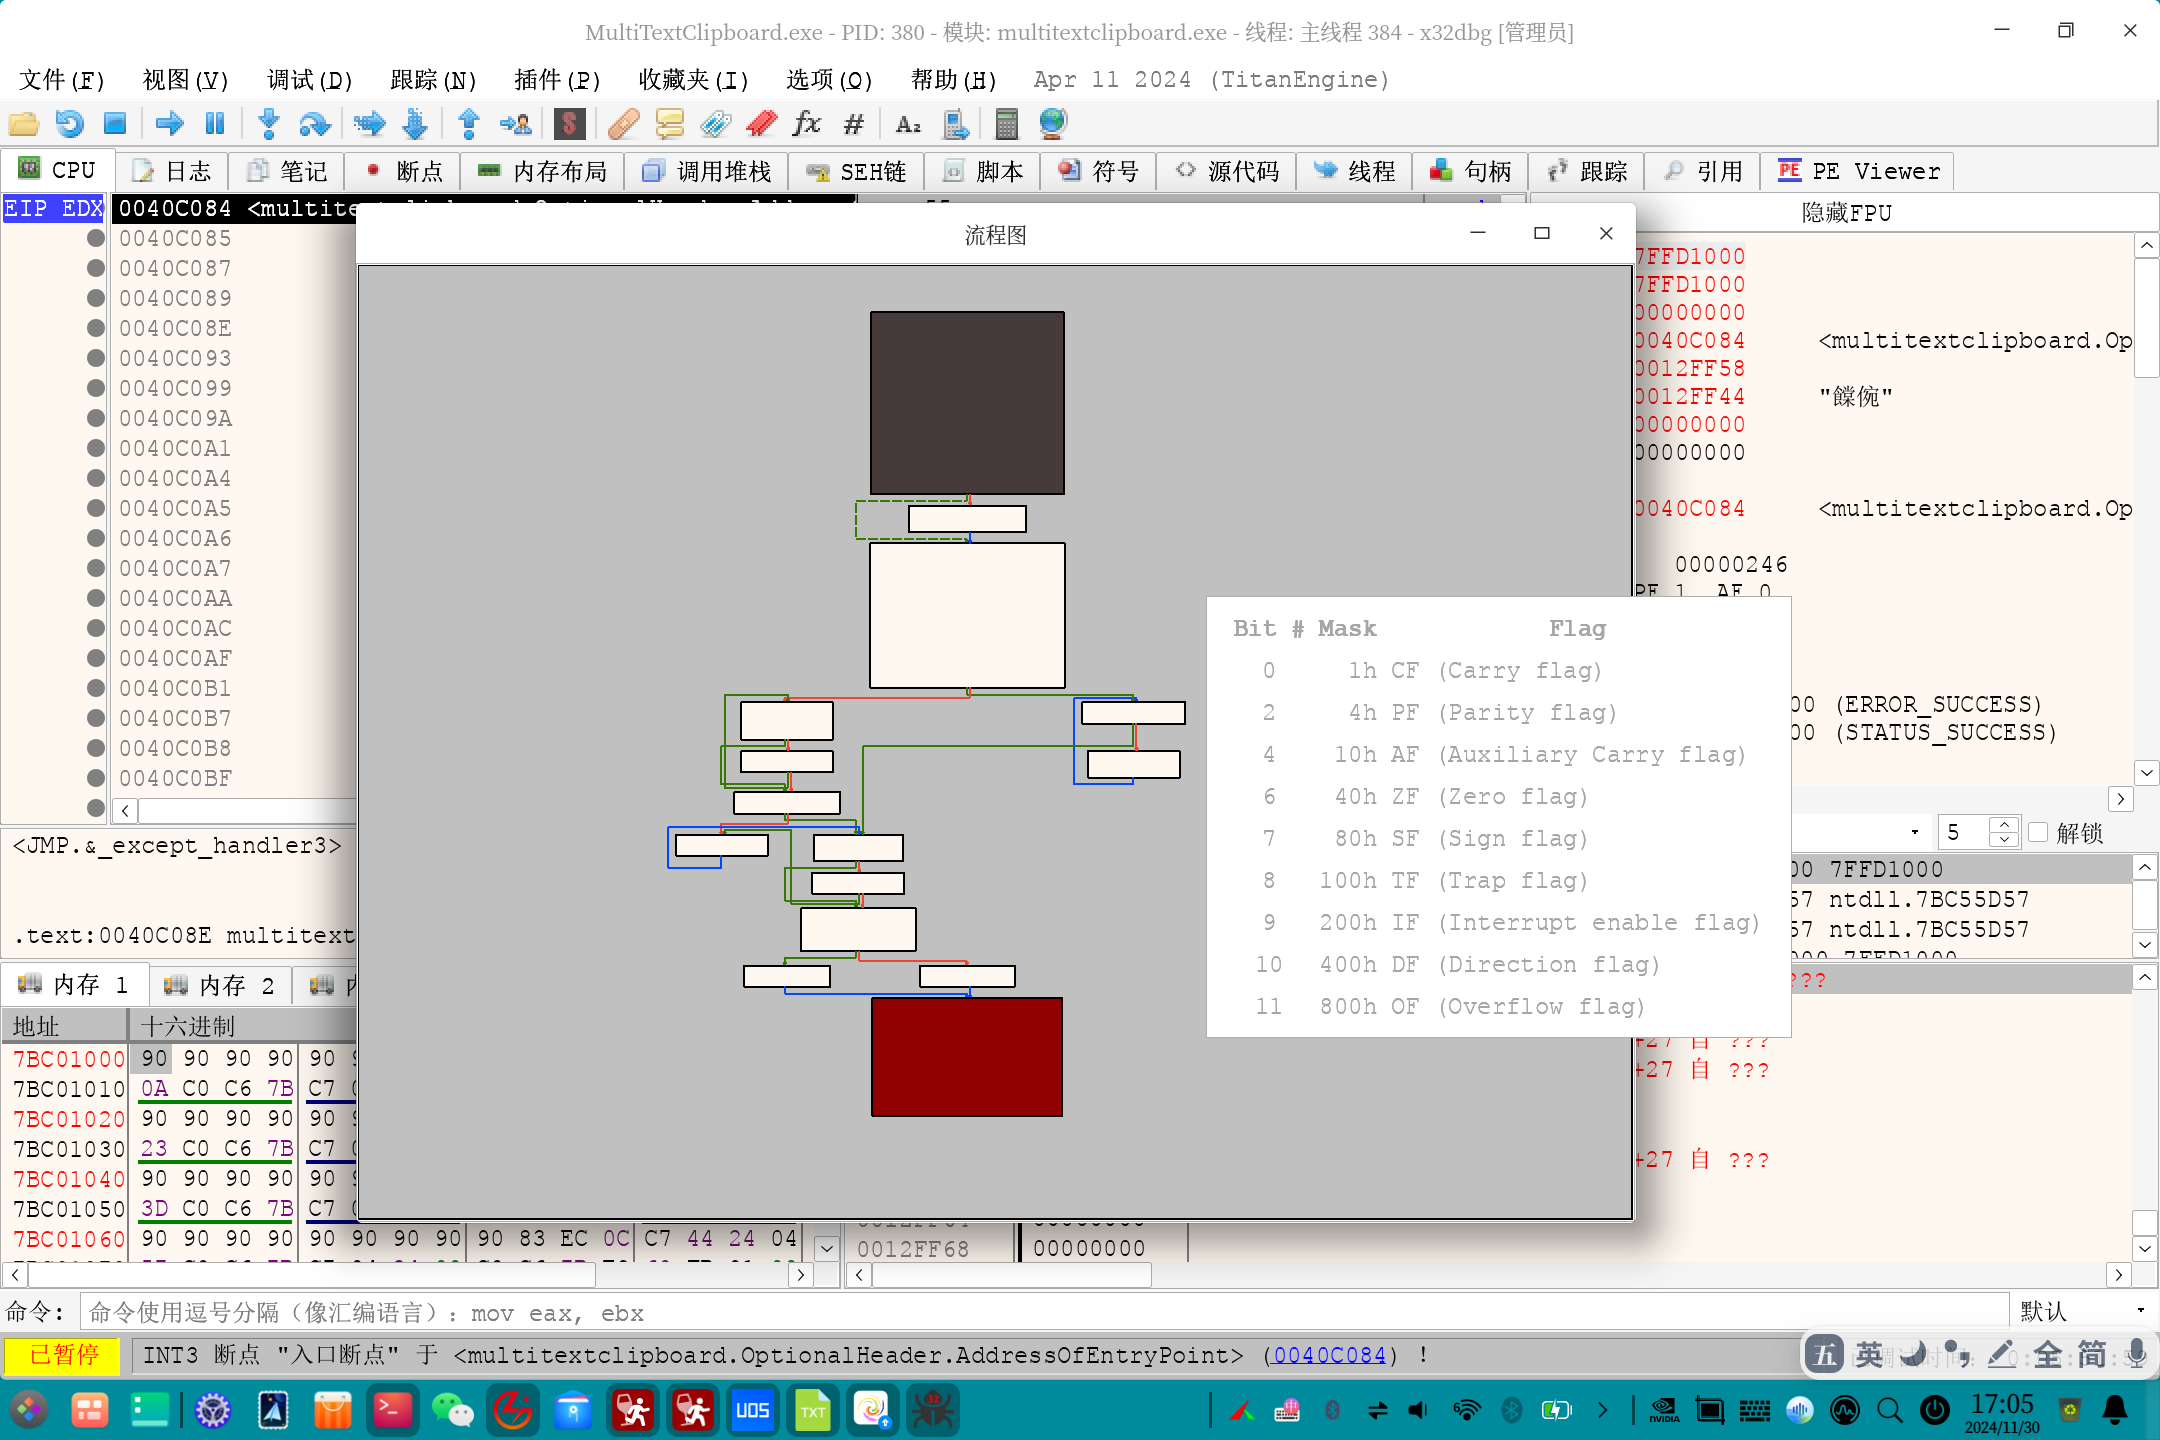 MultiTextClipboard.exe - PID: 380 - 模块: multitextclipboard.exe - 线程: 主线程 384 - x32dbg [管理员]
文件(F) 视图(V) 调试(D) 跟踪(N) 插件(P) 收藏夹(I) 选项(O) 帮助(H) Apr 11 2024 (TitanEngine)
CPU 日志 笔记 断点 内存布局 调用堆栈 SEH链 脚本 符号 源代码 线程 句柄 跟踪 引用 PE Viewer
EIP EDX 0040C084
隐藏FPU
流程图
0040C085
0040C087
0040C089
0040C08E
0040C093
0040C099
0040C09A
0040C0A1
0040C0A4
0040C0A5
0040C0A6
0040C0A7
0040C0AA
0040C0AC
0040C0AF
0040C0B1
0040C0B7
0040C0B8
0040C0BF
7FFD1000
7FFD1000
00000000
0040C084 <multitextclipboard.Op
0012FF58
0012FF44
00000000
00000000
0040C084 <multitextclipboard.Op
00000246
Bit # Mask Flag
0 1h CF (Carry flag)
2 4h PF (Parity flag)
4 10h AF (Auxiliary Carry flag)
6 40h ZF (Zero flag)
7 80h SF (Sign flag)
8 100h TF (Trap flag)
9 200h IF (Interrupt enable flag)
10 400h DF (Direction flag)
11 800h OF (Overflow flag)
00 (ERROR_SUCCESS)
00 (STATUS_SUCCESS)
5 解锁
<JMP.&_except_handler3>
.text:0040C08E multitext
00 7FFD1000
57 ntdll.7BC55D57
57 ntdll.7BC55D57
???
+27 自 ???
+27 自 ???
+27 自 ???
内存 1 内存 2
地址 十六进制
7BC01000 90 90 90 90 90
7BC01010 0A C0 C6 7B C7
7BC01020 90 90 90 90 90
7BC01030 23 C0 C6 7B C7
7BC01040 90 90 90 90 90
7BC01050 3D C0 C6 7B C7
7BC01060 90 90 90 90 90 90 90 90 90 83 EC 0C C7 44 24 04
0012FF68 00000000
命令: 命令使用逗号分隔（像汇编语言）: mov eax, ebx
默认
已暂停 INT3 断点 "入口断点" 于 <multitextclipboard.OptionalHeader.AddressOfEntryPoint> (0040C084) !
五 英 全 简
UOS
TXT
NVIDIA
17:05
2024/11/30